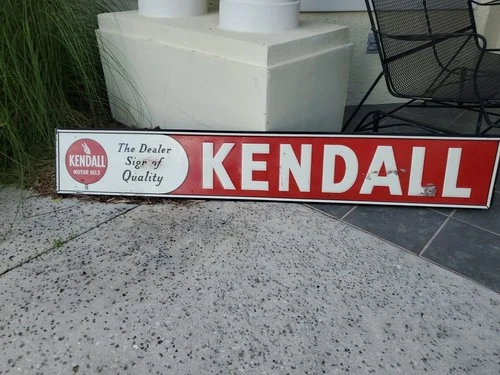 KENDALL
MOTOR OILS
The Dealer
Sign of
Quality
KENDALL